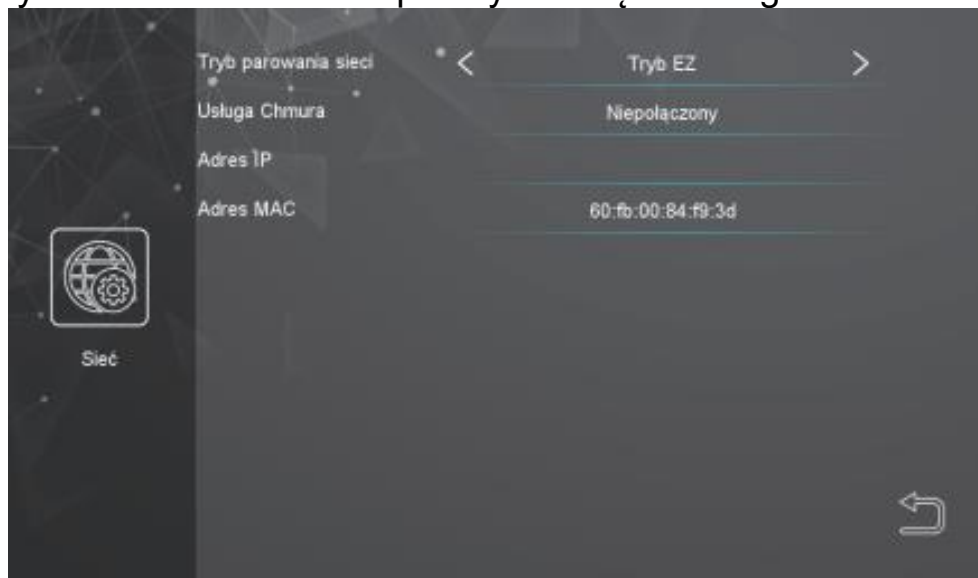 Tryb parowania sieci < Tryb EZ >
Usługa Chmura Niepołączony
Adres IP
Adres MAC 60:fb:00:84:f9:3d
Sieć